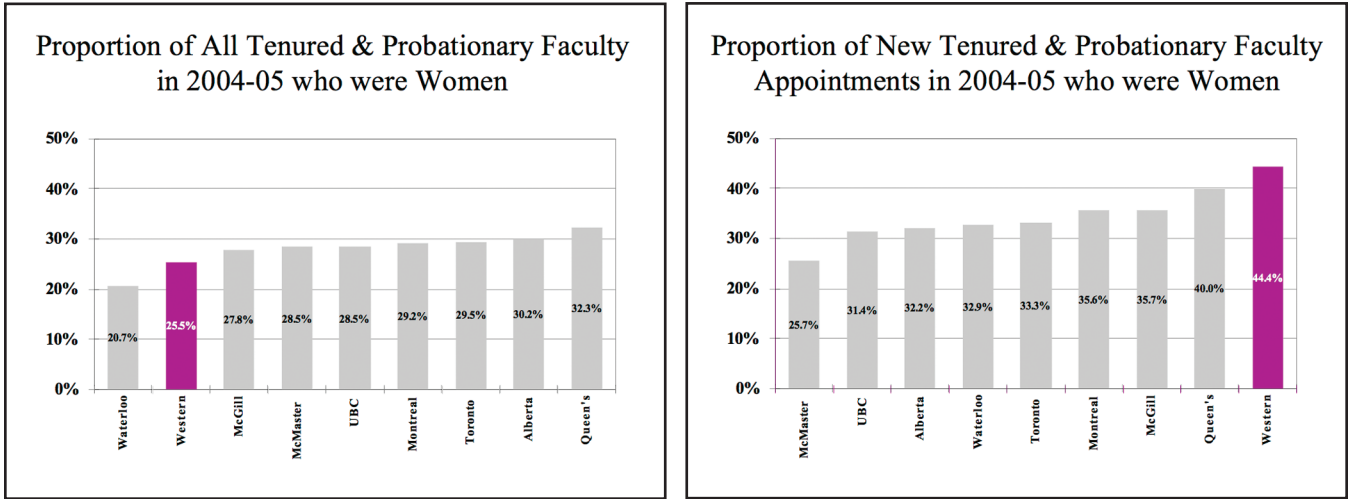 Proportion of All Tenured & Probationary Faculty
in 2004-05 who were Women
50%
40%
30%
20%
10%
0%
20.7%
25.5%
27.8%
28.5%
28.5%
29.2%
29.5%
30.2%
32.3%
Waterloo
Western
McGill
McMaster
UBC
Montreal
Toronto
Alberta
Queen's
Proportion of New Tenured & Probationary Faculty
Appointments in 2004-05 who were Women
50%
40%
30%
20%
10%
0%
25.7%
31.4%
32.2%
32.9%
33.3%
35.6%
35.7%
40.0%
44.4%
McMaster
UBC
Alberta
Waterloo
Toronto
Montreal
McGill
Queen's
Western